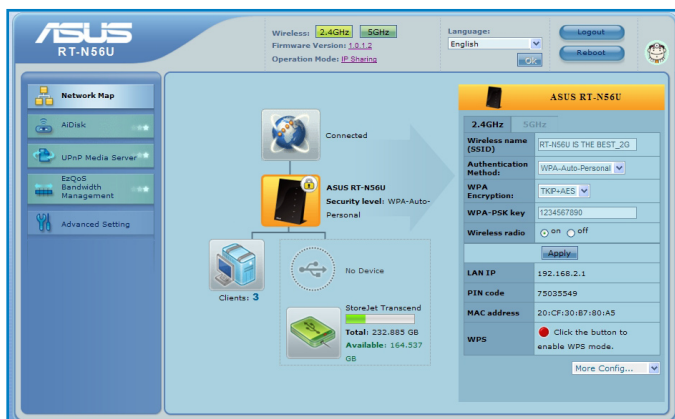 ASUS
RT-N56U
Wireless: 2.4GHz 5GHz
Firmware Version: 1.0.1.2
Operation Mode: IP Sharing
Language:
English
OK
Logout
Reboot
Network Map
AiDisk
UPnP Media Server
EzQoS
Bandwidth
Management
Advanced Setting
Connected
ASUS RT-N56U
Security level: WPA-Auto-
Personal
Clients: 3
No Device
StoreJet Transcend
Total: 232.885 GB
Available: 164.537
GB
ASUS RT-N56U
2.4GHz 5GHz
Wireless name
(SSID)
RT-N56U IS THE BEST_2G
Authentication
Method:
WPA-Auto-Personal
WPA
Encryption:
TKIP+AES
WPA-PSK key 1234567890
Wireless radio on off
Apply
LAN IP 192.168.2.1
PIN code 75035549
MAC address 20:CF:30:B7:80:A5
WPS Click the button to
enable WPS mode.
More Config...